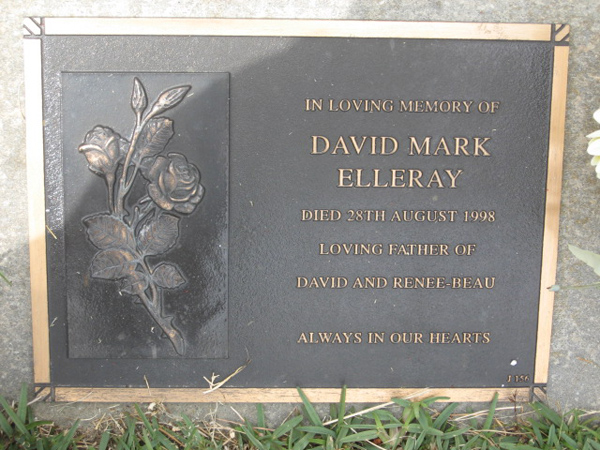 IN LOVING MEMORY OF
DAVID MARK
ELLERAY
DIED 28TH AUGUST 1998
LOVING FATHER OF
DAVID AND RENEE-BEAU
ALWAYS IN OUR HEARTS
J 156